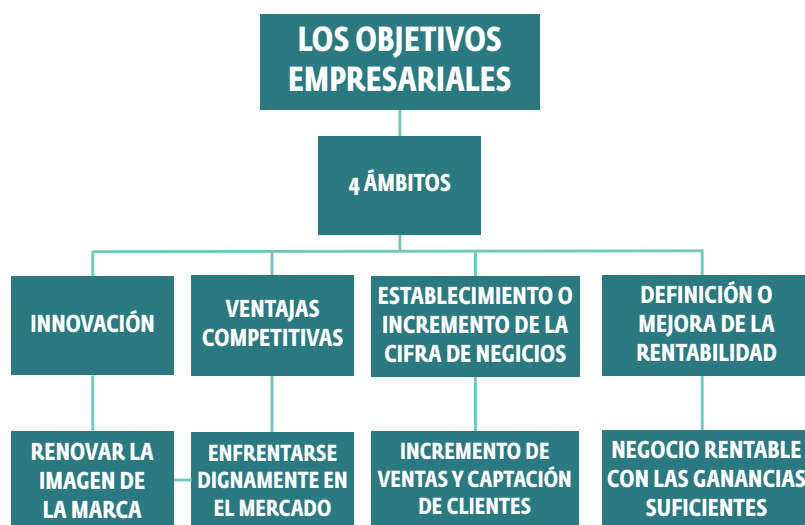 LOS OBJETIVOS
EMPRESARIALES
4 ÁMBITOS
INNOVACIÓN
VENTAJAS
COMPETITIVAS
ESTABLECIMIENTO O
INCREMENTO DE LA
CIFRA DE NEGICIOS
DEFINICIÓN O
MEJORA DE LA
RENTABILIDAD
RENOVAR LA
IMAGEN DE
LA MARCA
ENFRENTARSE
DIGNAMENTE EN
EL MERCADO
INCREMENTO DE
VENTAS Y CAPTACIÓN
DE CLIENTES
NEGOCIO RENTABLE
CON LAS GANANCIAS
SUFICIENTES